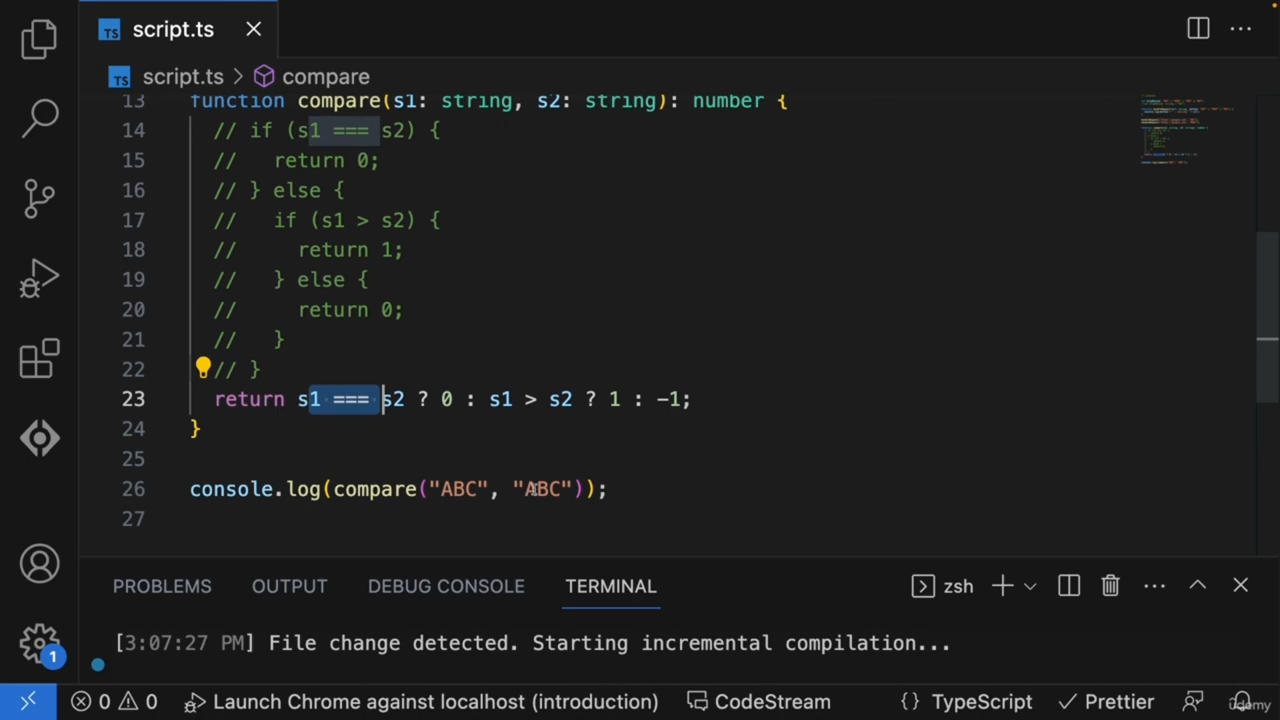 TS script.ts
TS script.ts > compare
13 function compare(s1: string, s2: string): number {
14 // if (s1 === s2) {
15 //   return 0;
16 // } else {
17 //   if (s1 > s2) {
18 //     return 1;
19 //   } else {
20 //     return 0;
21 //   }
22 // }
23 return s1 === s2 ? 0 : s1 > s2 ? 1 : -1;
24 }
25
26 console.log(compare("ABC", "ABC"));
27
PROBLEMS OUTPUT DEBUG CONSOLE TERMINAL zsh
[3:07:27 PM] File change detected. Starting incremental compilation...
1
0 0 Launch Chrome against localhost (introduction) CodeStream {} TypeScript Prettier
udemy